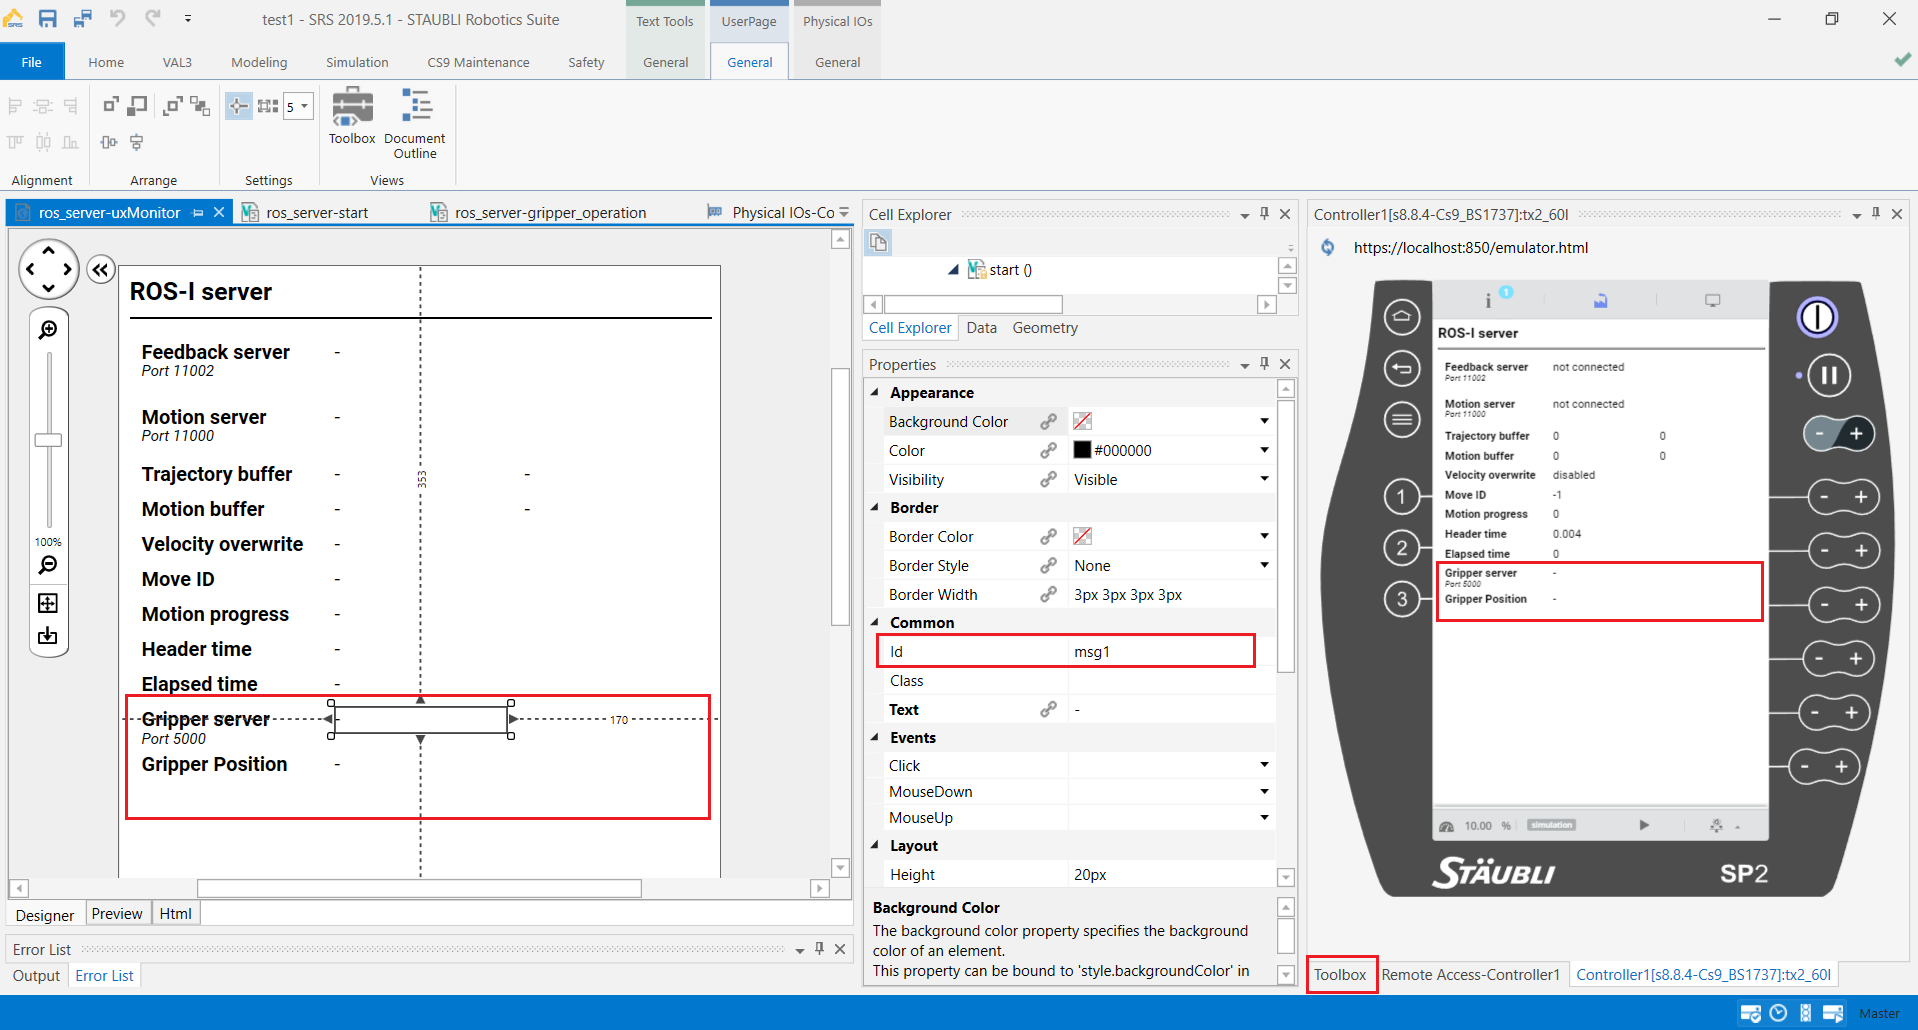 test1 - SRS 2019.5.1 - STAUBLI Robotics Suite
Text Tools
UserPage
Physical IOs
File
Home
VAL3
Modeling
Simulation
CS9 Maintenance
Safety
General
General
General
5
Toolbox
Document
Outline
Alignment
Arrange
Settings
Views
ros_server-uxMonitor
ros_server-start
ros_server-gripper_operation
Physical IOs-Co
100%
ROS-I server
Feedback server -
Port 11002
Motion server -
Port 11000
Trajectory buffer - -
Motion buffer - -
Velocity overwrite -
Move ID -
Motion progress -
Header time -
Elapsed time -
Gripper server -
Port 5000
Gripper Position -
353
170
Designer
Preview
Html
Error List
Output
Error List
Cell Explorer
start ()
Cell Explorer
Data
Geometry
Properties
Appearance
Background Color
Color #000000
Visibility Visible
Border
Border Color
Border Style None
Border Width 3px 3px 3px 3px
Common
Id msg1
Class
Text -
Events
Click
MouseDown
MouseUp
Layout
Height 20px
Background Color
The background color property specifies the background
color of an element.
This property can be bound to 'style.backgroundColor' in
Controller1[s8.8.4-Cs9_BS1737]:tx2_60l
https://localhost:850/emulator.html
i 1
ROS-I server
Feedback server not connected
Port 11002
Motion server not connected
Port 11000
Trajectory buffer 0 0
Motion buffer 0 0
Velocity overwrite disabled
Move ID -1
Motion progress 0
Header time 0.004
Elapsed time 0
Gripper server -
Port 5000
Gripper Position -
1
2
3
- +
- +
- +
- +
- +
- +
- +
10.00 %
simulation
STÄUBLI
SP2
Toolbox
Remote Access-Controller1
Controller1[s8.8.4-Cs9_BS1737]:tx2_60l
Master